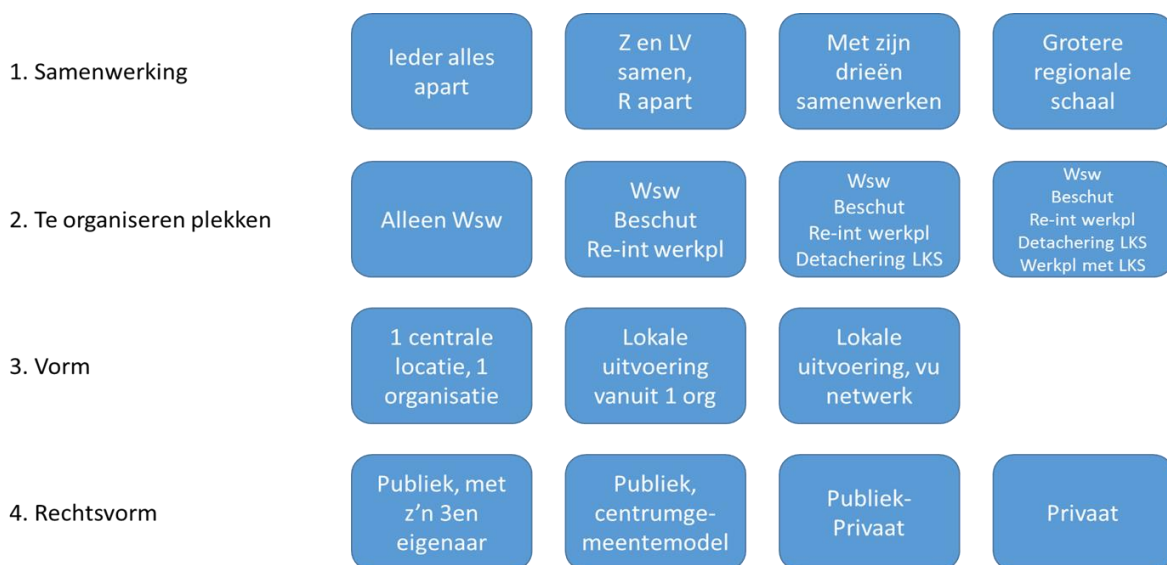 1. Samenwerking
Ieder alles
apart
Z en LV
samen,
R apart
Met zijn
drieën
samenwerken
Grotere
regionale
schaal
2. Te organiseren plekken
Alleen Wsw
Wsw
Beschut
Re-int werkpl
Wsw
Beschut
Re-int werkpl
Detachering LKS
Wsw
Beschut
Re-int werkpl
Detachering LKS
Werkpl met LKS
3. Vorm
1 centrale
locatie, 1
organisatie
Lokale
uitvoering
vanuit 1 org
Lokale
uitvoering, vu
netwerk
4. Rechtsvorm
Publiek, met
z'n 3en
eigenaar
Publiek,
centrumge-
meentemodel
Publiek-
Privaat
Privaat